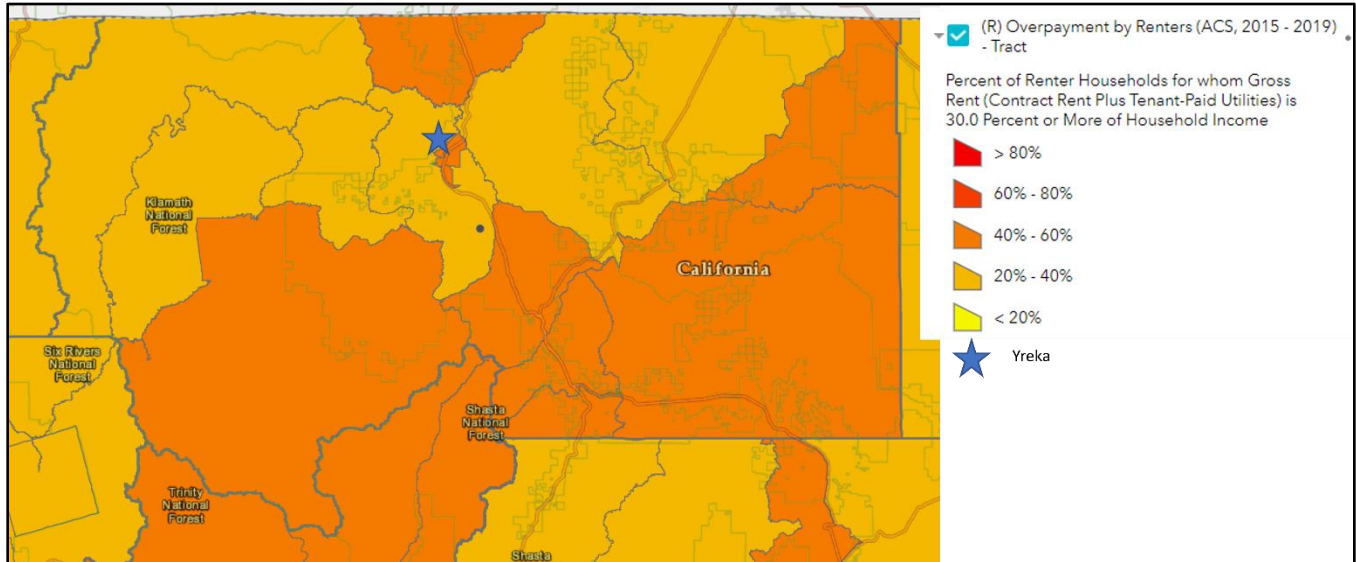 Klamath
National
Forest
Six Rivers
National
Forest
Trinity
National
Forest
Shasta
National
Forest
California
Shasta
(R) Overpayment by Renters (ACS, 2015 - 2019)
- Tract
Percent of Renter Households for whom Gross
Rent (Contract Rent Plus Tenant-Paid Utilities) is
30.0 Percent or More of Household Income
> 80%
60% - 80%
40% - 60%
20% - 40%
< 20%
Yreka